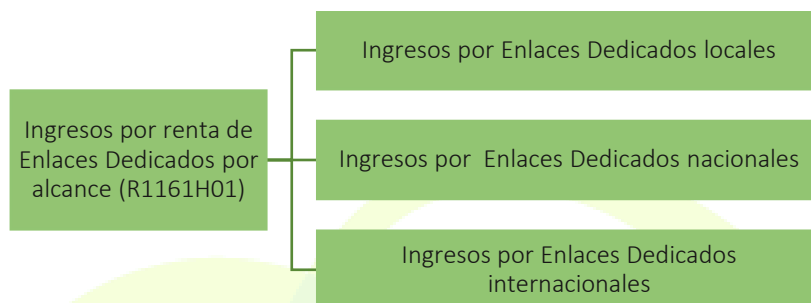 Ingresos por renta de
Enlaces Dedicados por
alcance (R1161H01)
Ingresos por Enlaces Dedicados locales
Ingresos por Enlaces Dedicados nacionales
Ingresos por Enlaces Dedicados
internacionales